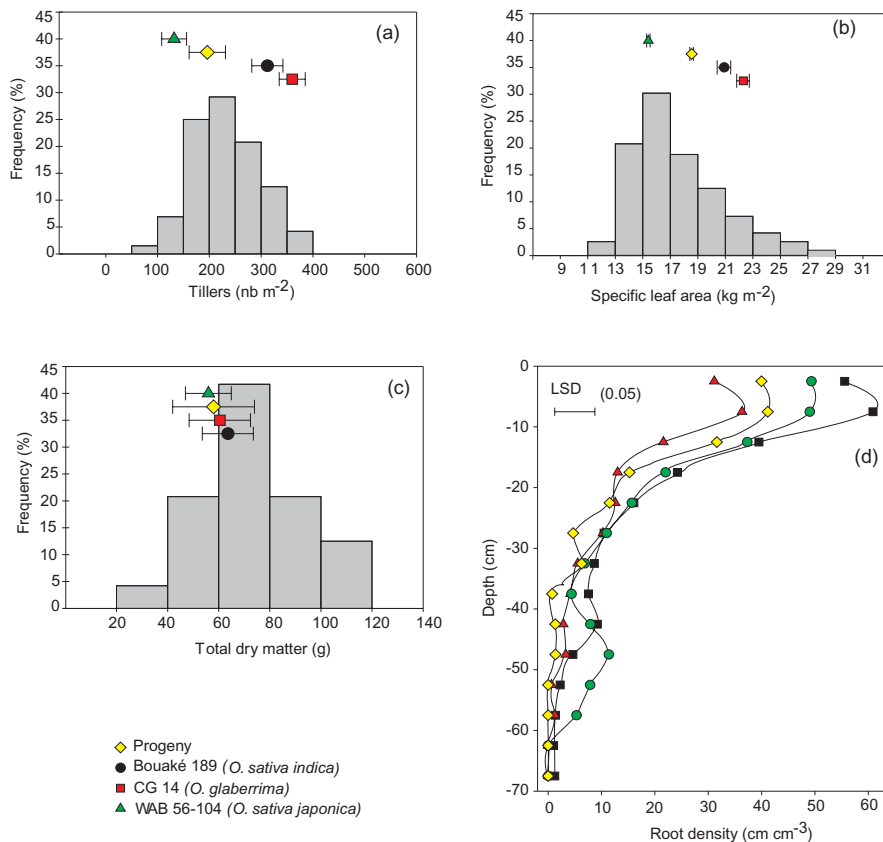 (a)
Frequency (%)
45
40
35
30
25
20
15
10
5
0
0 100 200 300 400 500 600
Tillers (nb m-2)
(b)
Frequency (%)
45
40
35
30
25
20
15
10
5
0
9 11 13 15 17 19 21 23 25 27 29 31
Specific leaf area (kg m-2)
(c)
Frequency (%)
45
40
35
30
25
20
15
10
5
0
20 40 60 80 100 120 140
Total dry matter (g)
Progeny
Bouaké 189 (O. sativa indica)
CG 14 (O. glaberrima)
WAB 56-104 (O. sativa japonica)
LSD (0.05)
(d)
Depth (cm)
0
-10
-20
-30
-40
-50
-60
-70
0 10 20 30 40 50 60
Root density (cm cm-3)